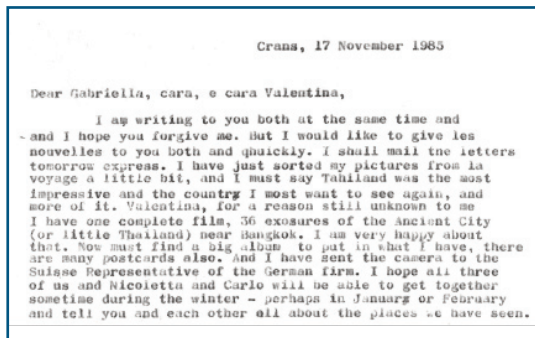 Crans, 17 November 1985
Dear Gabriella, cara, e cara Valentina,
I am writing to you both at the same time and
and I hope you forgive me. But I would like to give les
nouvelles to you both and qhuickly. I shall mail tne letters
tomorrow express. I have just sorted my pictures from la
voyage a little bit, and I must say Tahiland was the most
impressive and the country I most want to see again, and
more of it. Valentina, for a reason still unknown to me
I have one complete film, 36 exosures of the Ancient City
(or little Thailand) near Bangkok. I am very happy about
that. Now must find a big album to put in what I have, there
are many postcards also. And I have sent the camera to the
Suisse Representative of the German firm. I hope all three
of us and Nicoletta and Carlo will be able to get together
sometime during the winter - perhaps in January or February
and tell you and each other all about the places we have seen.